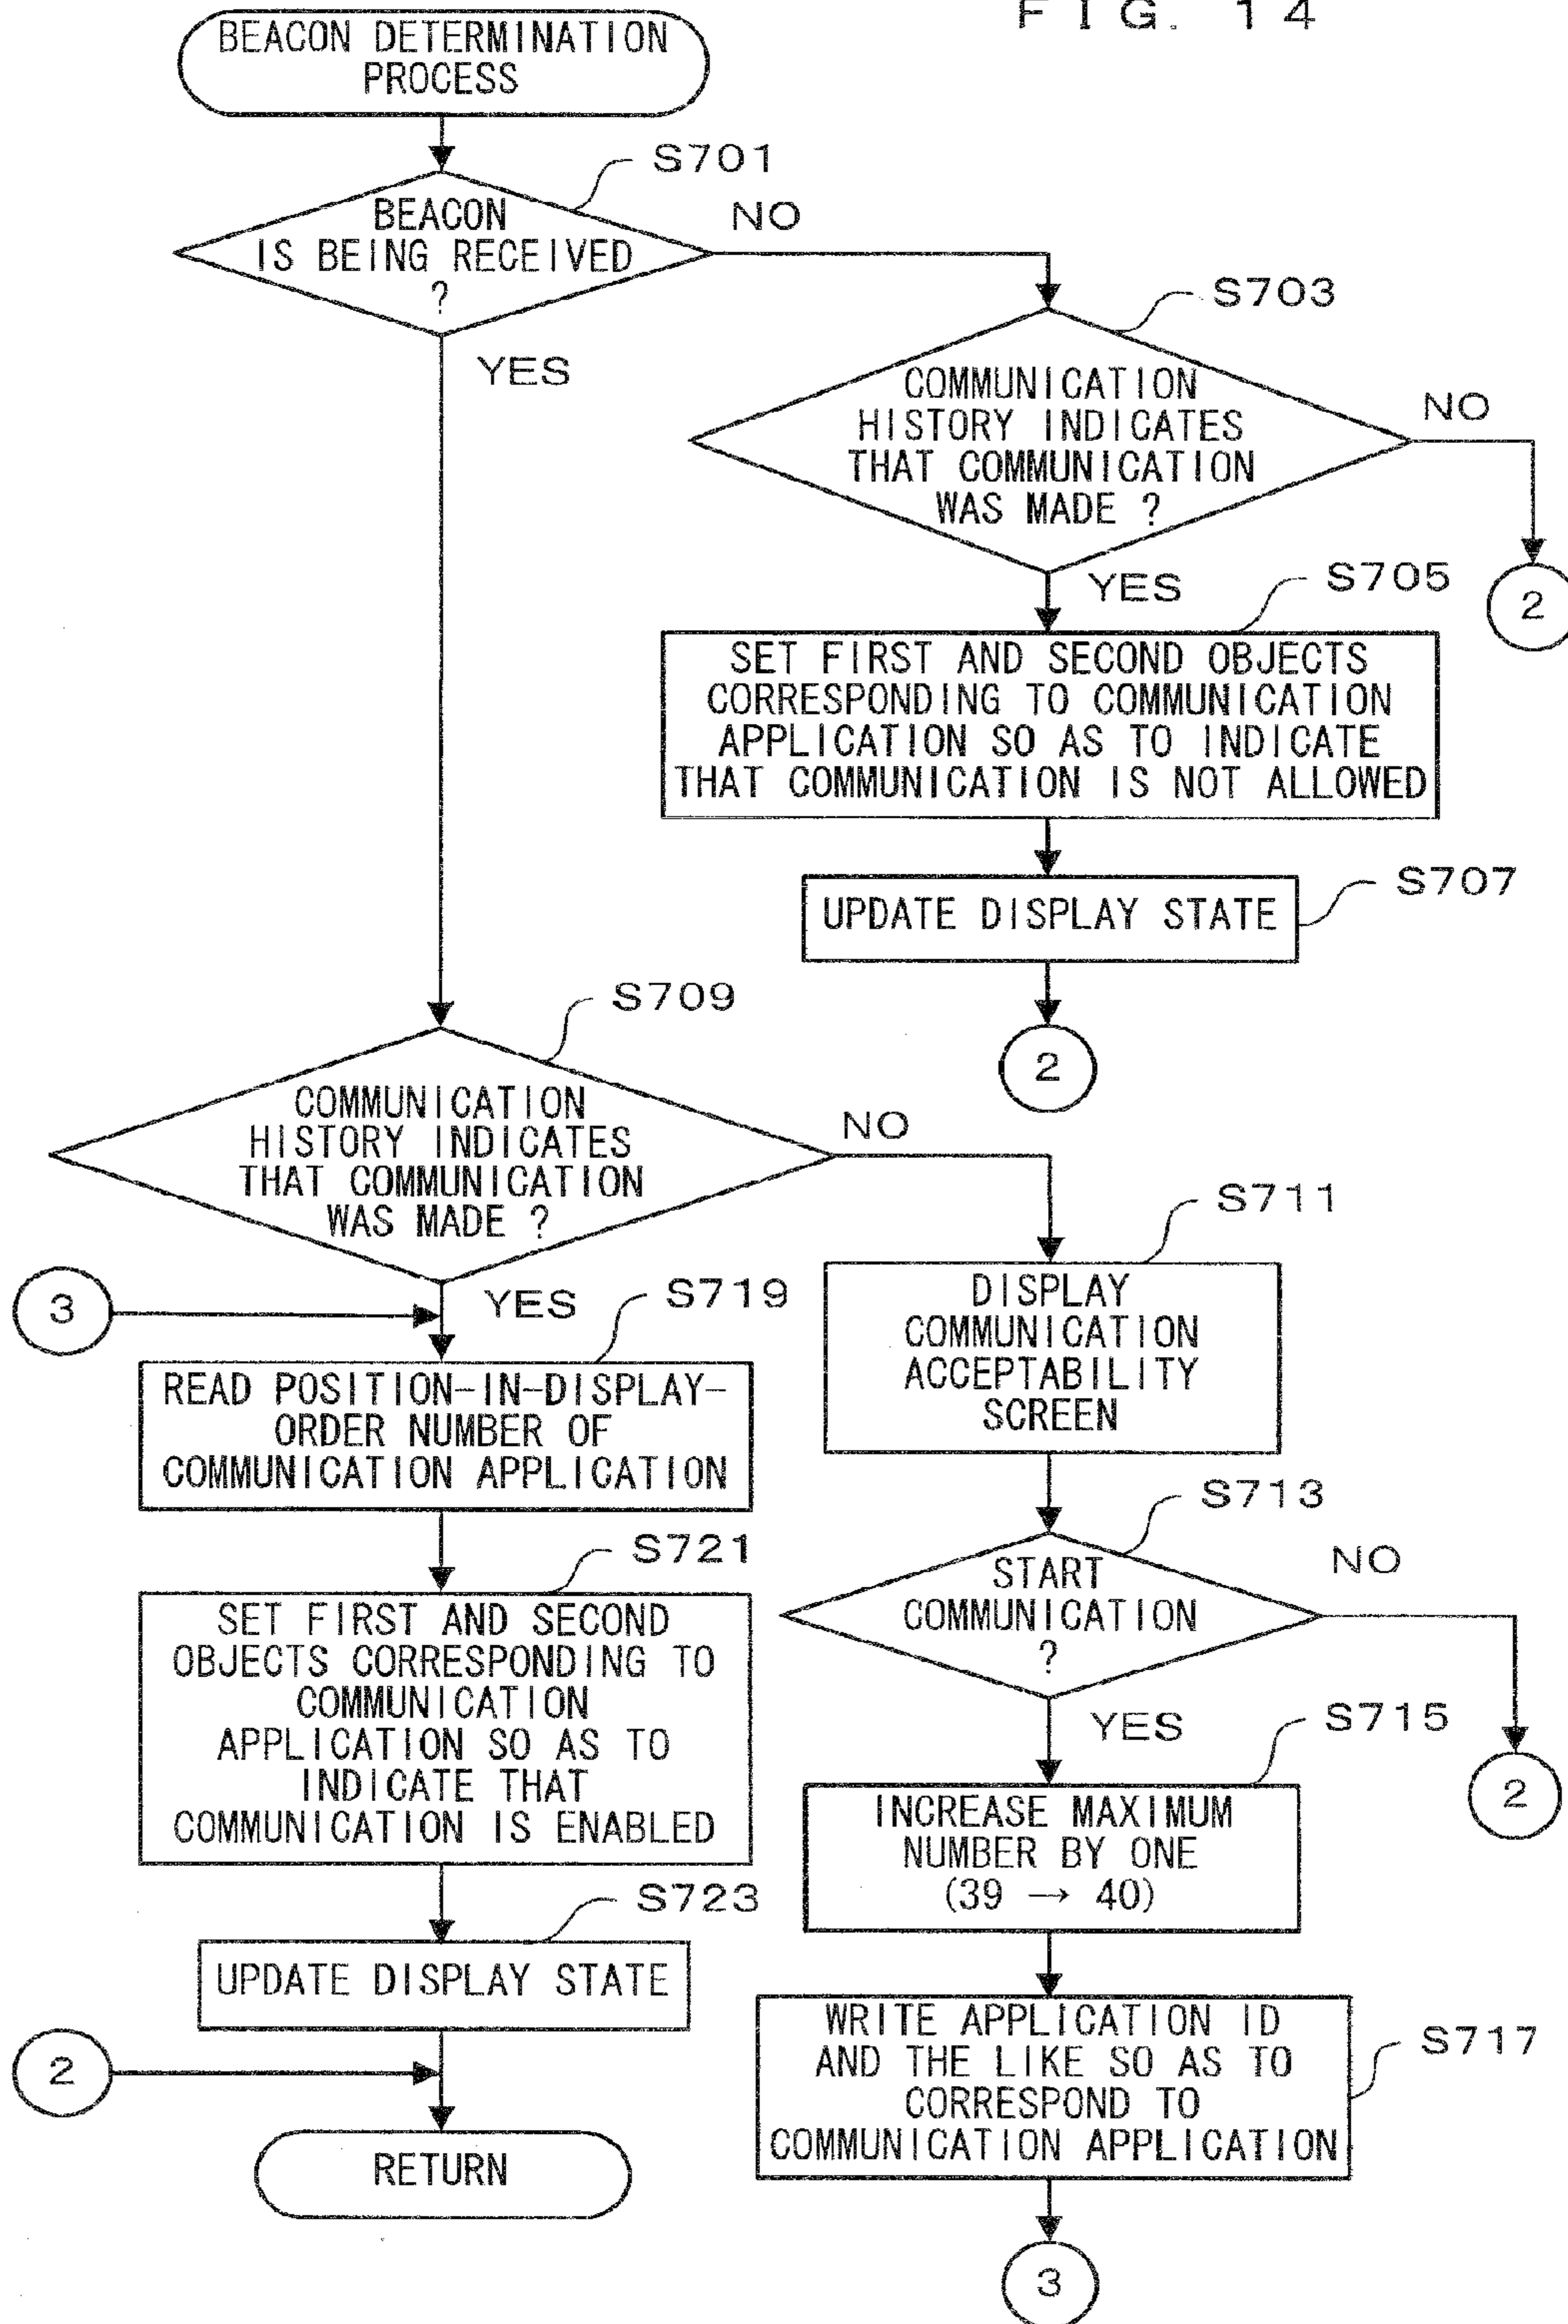 FIG. 14
BEACON DETERMINATION
PROCESS
S701
BEACON
IS BEING RECEIVED
?
NO
YES
S703
COMMUNICATION
HISTORY INDICATES
THAT COMMUNICATION
WAS MADE ?
NO
2
YES
S705
SET FIRST AND SECOND OBJECTS
CORRESPONDING TO COMMUNICATION
APPLICATION SO AS TO INDICATE
THAT COMMUNICATION IS NOT ALLOWED
S707
UPDATE DISPLAY STATE
2
S709
COMMUNICATION
HISTORY INDICATES
THAT COMMUNICATION
WAS MADE ?
NO
YES
3
S711
DISPLAY
COMMUNICATION
ACCEPTABILITY
SCREEN
S719
READ POSITION-IN-DISPLAY-
ORDER NUMBER OF
COMMUNICATION APPLICATION
S713
START
COMMUNICATION
?
NO
2
YES
S721
SET FIRST AND SECOND
OBJECTS CORRESPONDING TO
COMMUNICATION
APPLICATION SO AS TO
INDICATE THAT
COMMUNICATION IS ENABLED
S715
INCREASE MAXIMUM
NUMBER BY ONE
(39 → 40)
S723
UPDATE DISPLAY STATE
S717
WRITE APPLICATION ID
AND THE LIKE SO AS TO
CORRESPOND TO
COMMUNICATION APPLICATION
2
RETURN
3